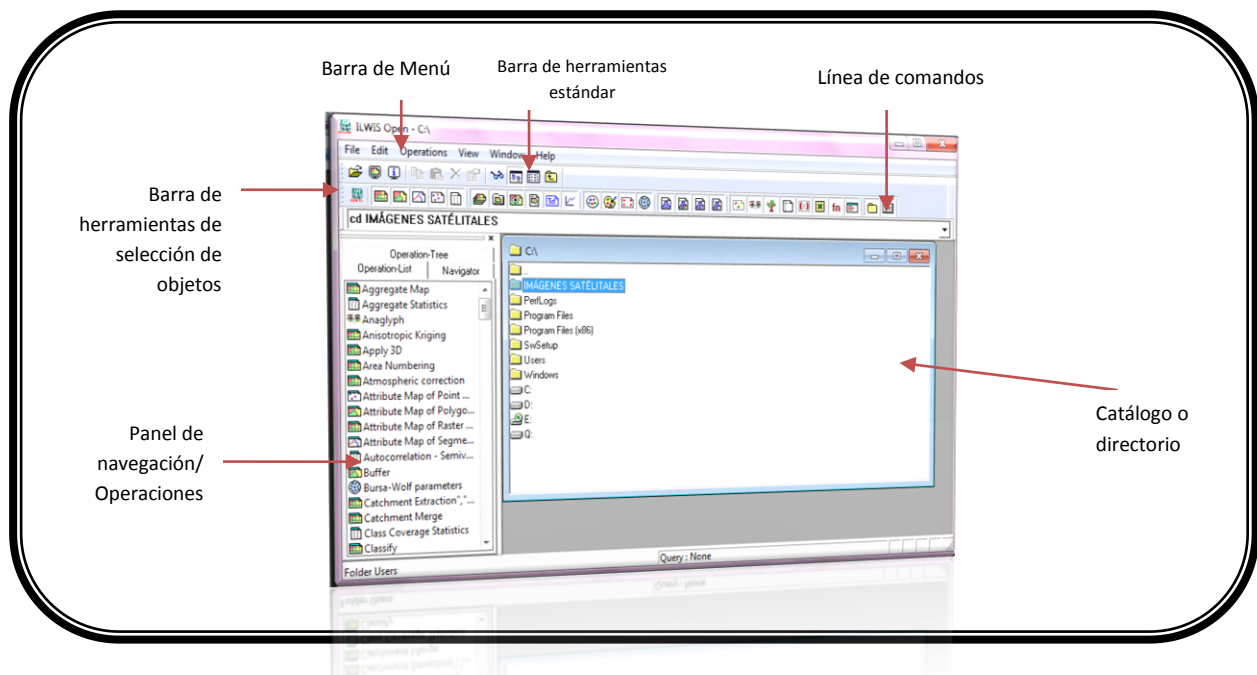 Barra de Menú
Barra de herramientas
estándar
Línea de comandos
Barra de
herramientas de
selección de
objetos
Panel de
navegación/
Operaciones
Catálogo o
directorio
ILWIS Open - C:\
File Edit Operations View Window Help
cd IMÁGENES SATÉLITALES
Operation-Tree
Operation-List Navigator
Aggregate Map
Aggregate Statistics
Anaglyph
Anisotropic Kriging
Apply 3D
Area Numbering
Atmospheric correction
Attribute Map of Point ...
Attribute Map of Polygo...
Attribute Map of Raster ...
Attribute Map of Segme...
Autocorrelation - Semiv...
Buffer
Bursa-Wolf parameters
Catchment Extraction","...
Catchment Merge
Class Coverage Statistics
Classify
C:\
..
IMÁGENES SATÉLITALES
PerfLogs
Program Files
Program Files (x86)
SwSetup
Users
Windows
C:
D:
E:
Q:
Folder Users
Query : None